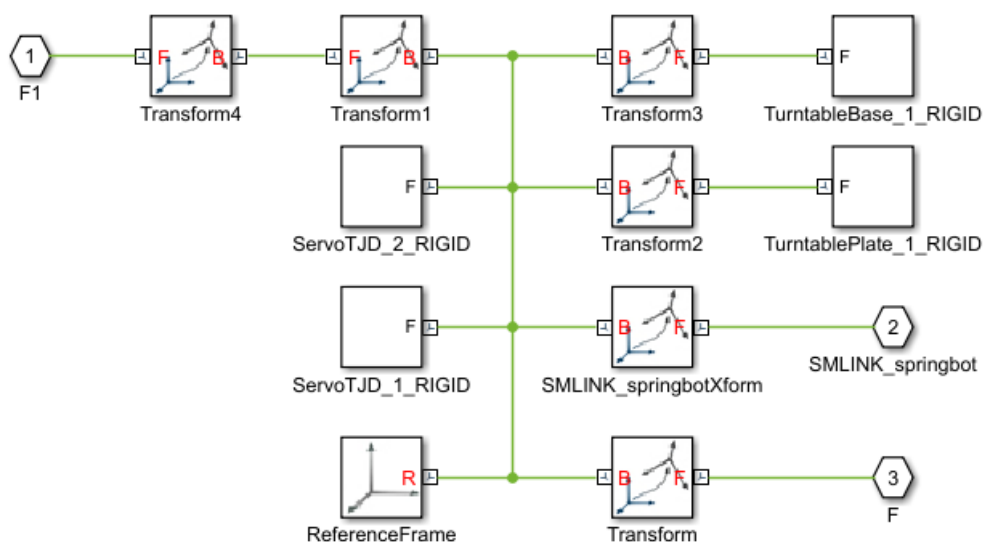 1
F
B
F
B
B
F
F
F1
Transform4
Transform1
Transform3
TurntableBase_1_RIGID
F
B
F
F
ServoTJD_2_RIGID
Transform2
TurntablePlate_1_RIGID
F
B
F
2
ServoTJD_1_RIGID
SMLINK_springbotXform
SMLINK_springbot
R
B
F
3
ReferenceFrame
Transform
F